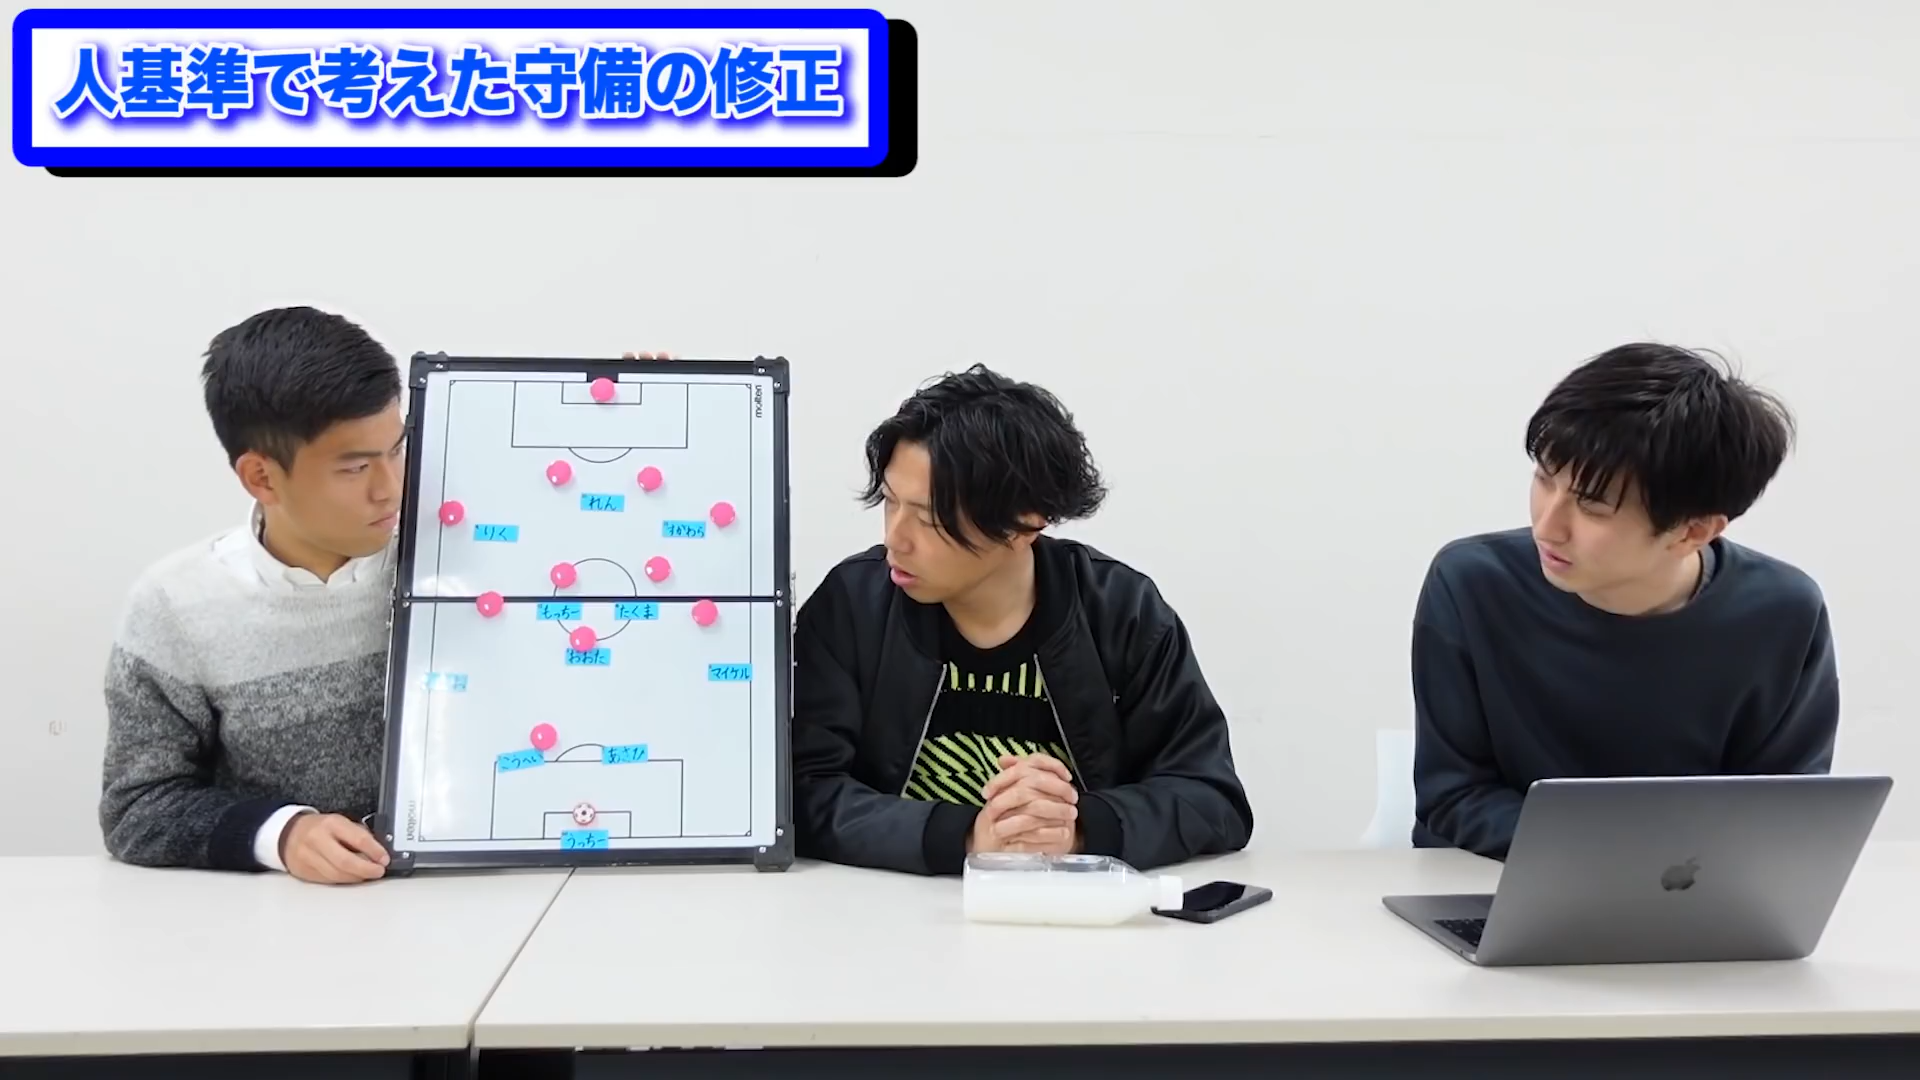 人基準で考えた守備の修正
molten
れん
りく
すがわら
もっちー
たくま
おおた
マイケル
こうへい
あさひ
molten
うっちー